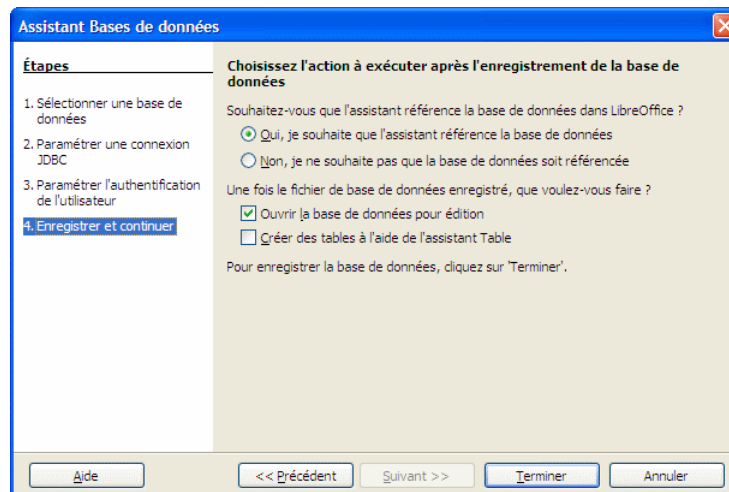 Assistant Bases de données
Étapes
1. Sélectionner une base de
données
2. Paramétrer une connexion
JDBC
3. Paramétrer l'authentification
de l'utilisateur
4. Enregistrer et continuer
Choisissez l'action à exécuter après l'enregistrement de la base de
données
Souhaitez-vous que l'assistant référence la base de données dans LibreOffice ?
Oui, je souhaite que l'assistant référence la base de données
Non, je ne souhaite pas que la base de données soit référencée
Une fois le fichier de base de données enregistré, que voulez-vous faire ?
Ouvrir la base de données pour édition
Créer des tables à l'aide de l'assistant Table
Pour enregistrer la base de données, cliquez sur 'Terminer'.
Aide
<< Précédent
Suivant >>
Terminer
Annuler